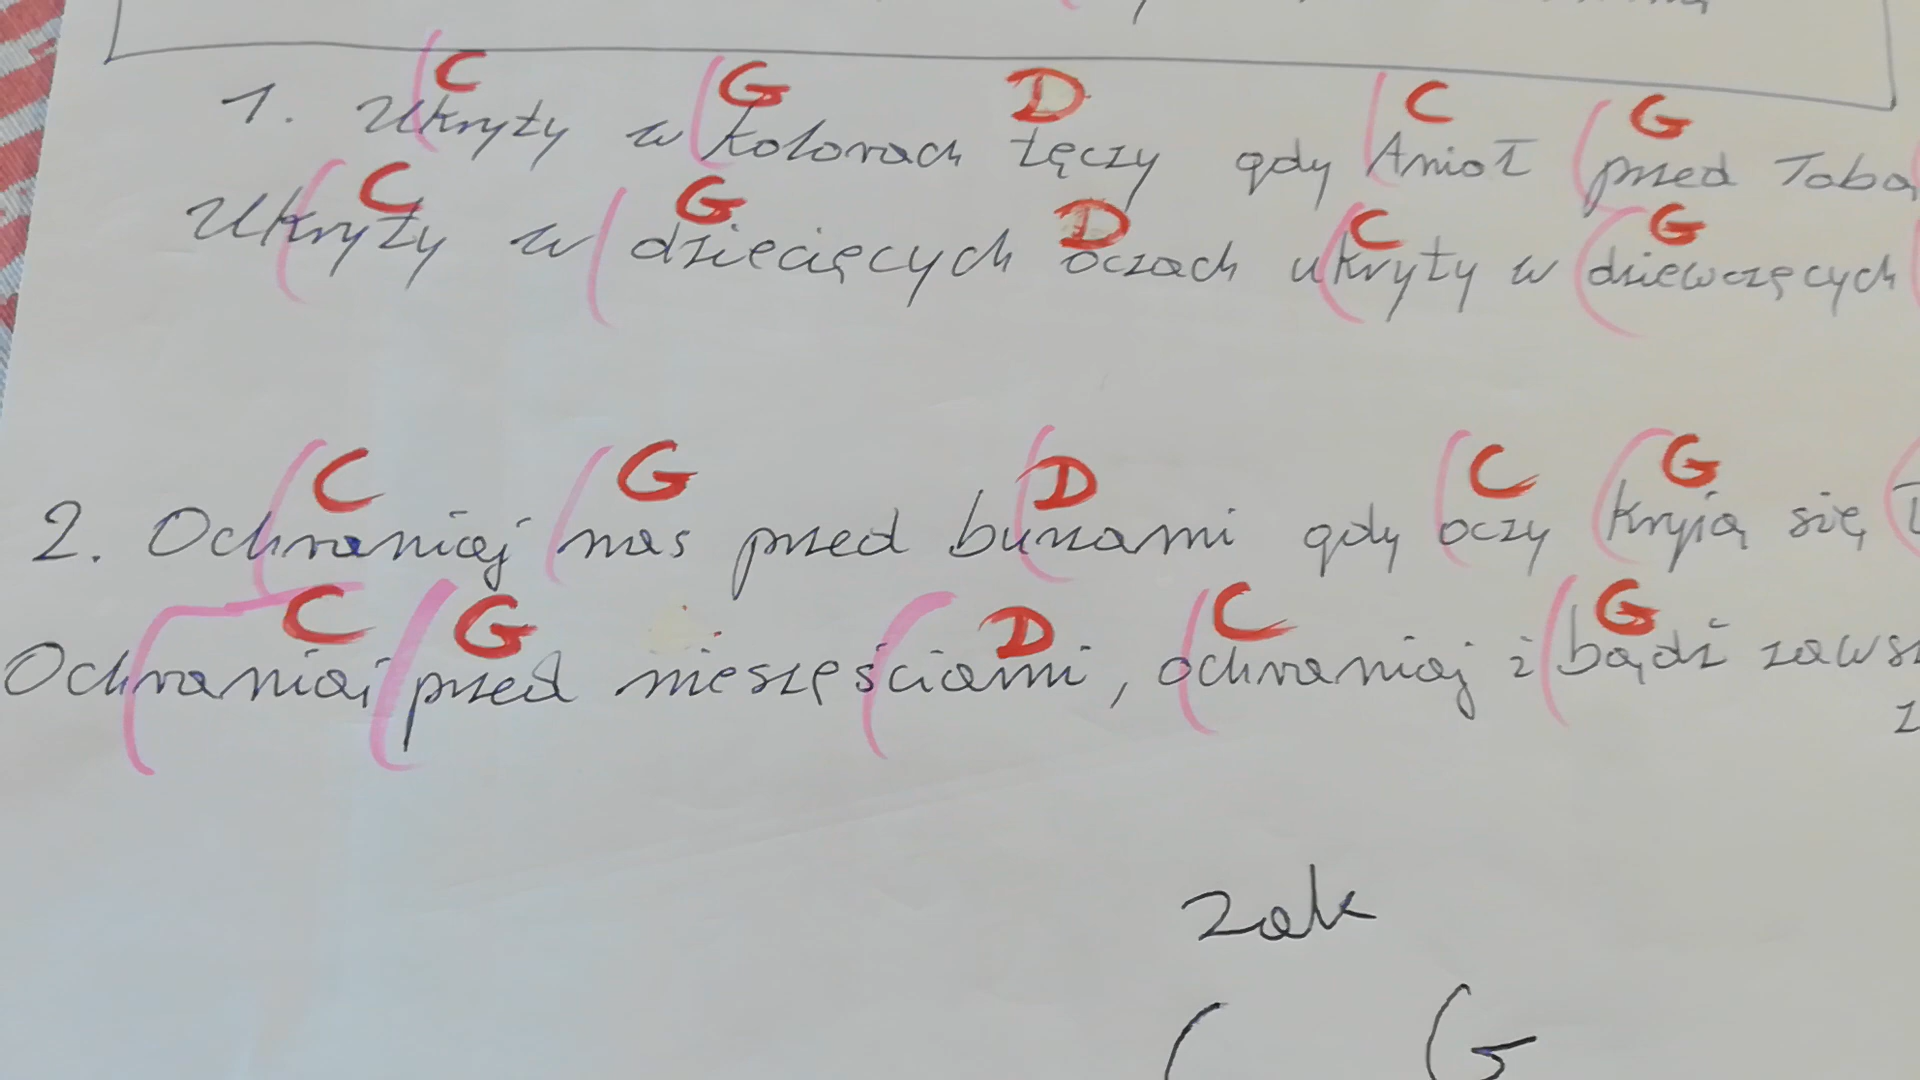 C G D C G
1. Ukryty w kolorach tęczy gdy Anioł przed Tobą
C G D C G
Ukryty w dziecięcych oczach ukryty w dziewczęcych
C G D C G
2. Ochraniaj nas przed burzami gdy oczy kryją się
C G D C G
Ochraniaj przed nieszczęściami, ochraniaj i bądź zaws
zak
C G